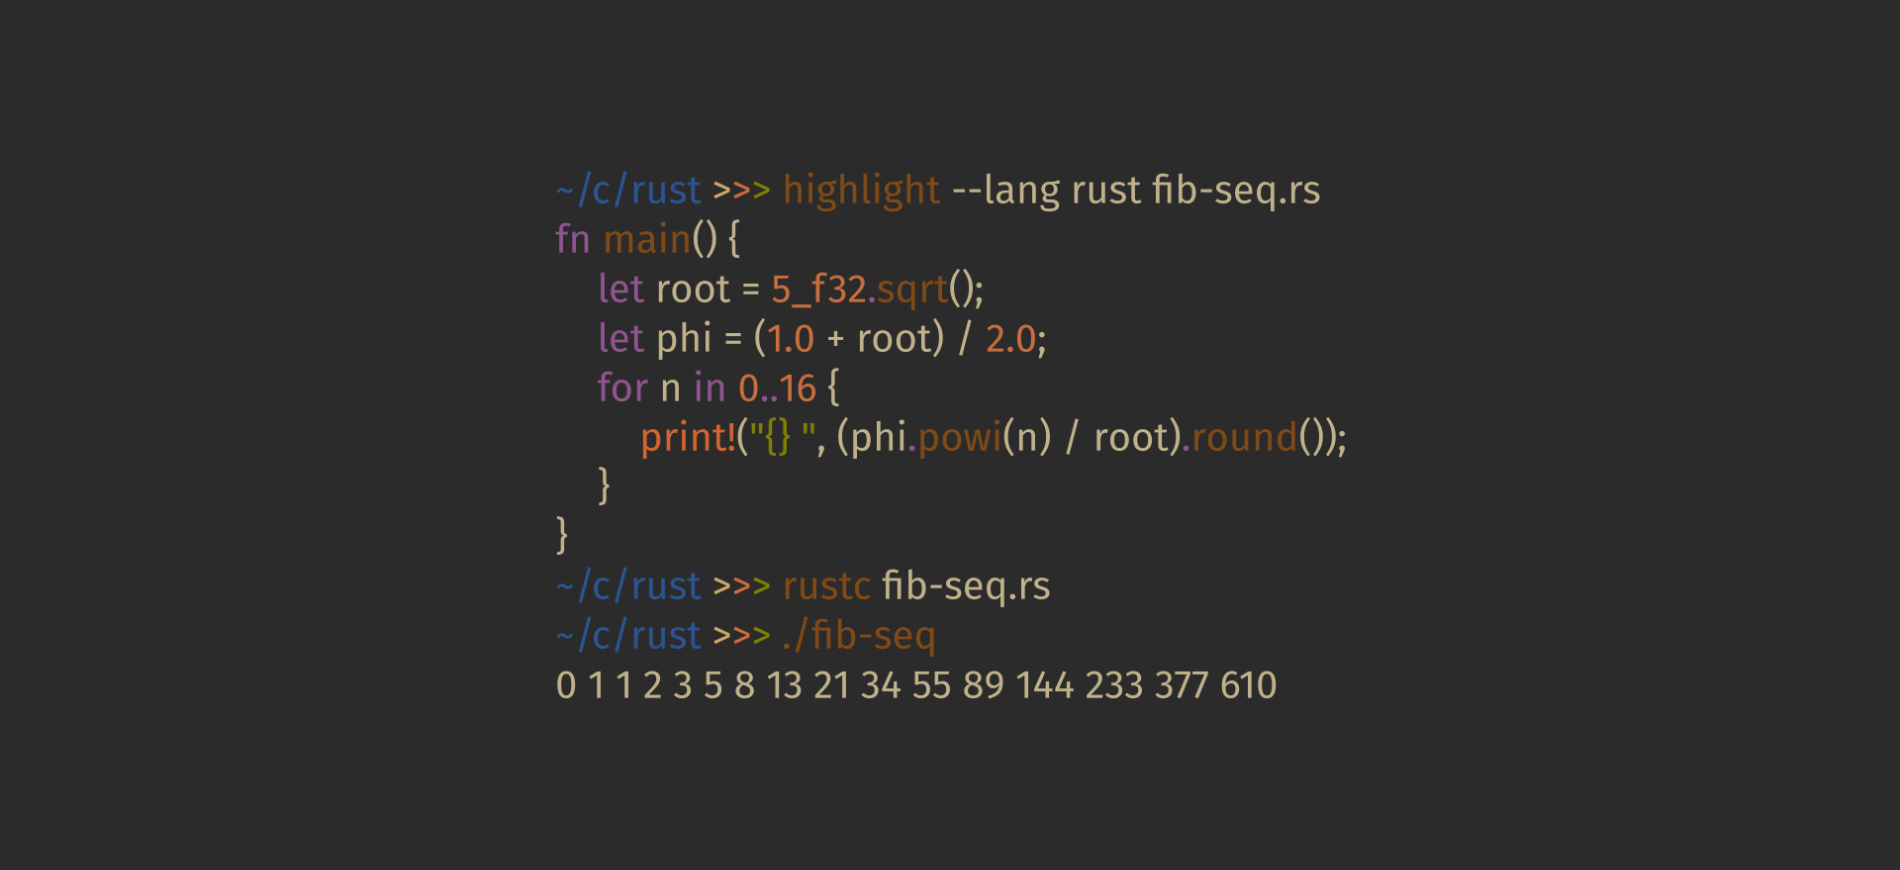 ~/c/rust >>> highlight --lang rust fib-seq.rs
fn main() {
    let root = 5_f32.sqrt();
    let phi = (1.0 + root) / 2.0;
    for n in 0..16 {
        print!("{} ", (phi.powi(n) / root).round());
    }
}
~/c/rust >>> rustc fib-seq.rs
~/c/rust >>> ./fib-seq
0 1 1 2 3 5 8 13 21 34 55 89 144 233 377 610